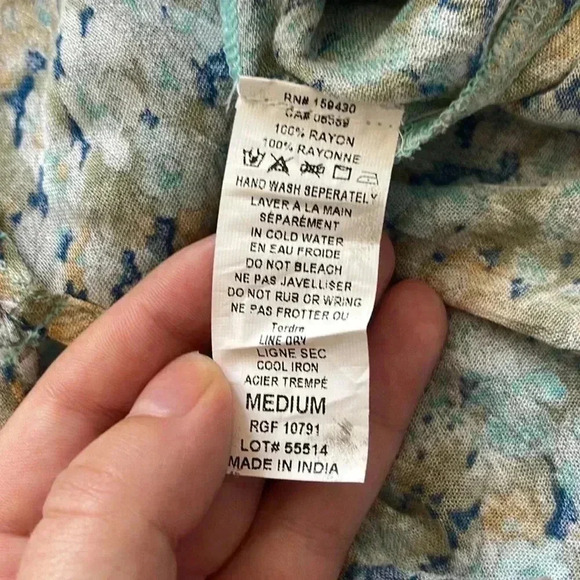 RN# 159430
CA# 06559
100% RAYON
100% RAYONNE
HAND WASH SEPERATELY
LAVER A LA MAIN
SÉPARÉMENT
IN COLD WATER
EN EAU FROIDE
DO NOT BLEACH
NE PAS JAVELLISER
DO NOT RUB OR WRING
NE PAS FROTTER OU
Tordre
LINE DRY
LIGNE SEC
COOL IRON
ACIER TREMPÉ
MEDIUM
RGF 10791
LOT# 55514
MADE IN INDIA